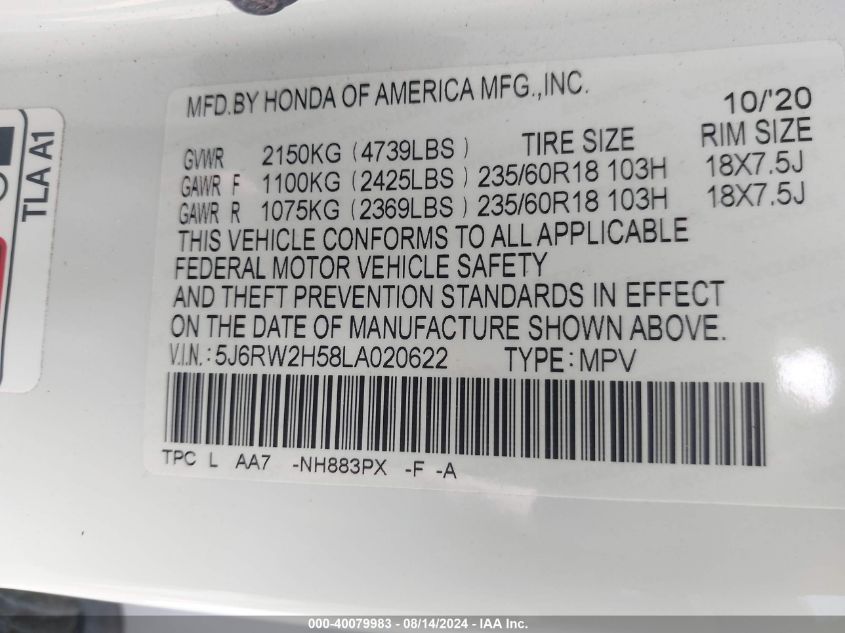 MFD.BY HONDA OF AMERICA MFG.,INC. 10/'20
GVWR 2150KG (4739LBS) TIRE SIZE RIM SIZE
GAWR F 1100KG (2425LBS) 235/60R18 103H 18X7.5J
GAWR R 1075KG (2369LBS) 235/60R18 103H 18X7.5J
THIS VEHICLE CONFORMS TO ALL APPLICABLE
FEDERAL MOTOR VEHICLE SAFETY
AND THEFT PREVENTION STANDARDS IN EFFECT
ON THE DATE OF MANUFACTURE SHOWN ABOVE.
V.I.N.: 5J6RW2H58LA020622 TYPE: MPV
TPC L AA7 -NH883PX -F -A
TLA A1
000-40079983 - 08/14/2024 - IAA Inc.